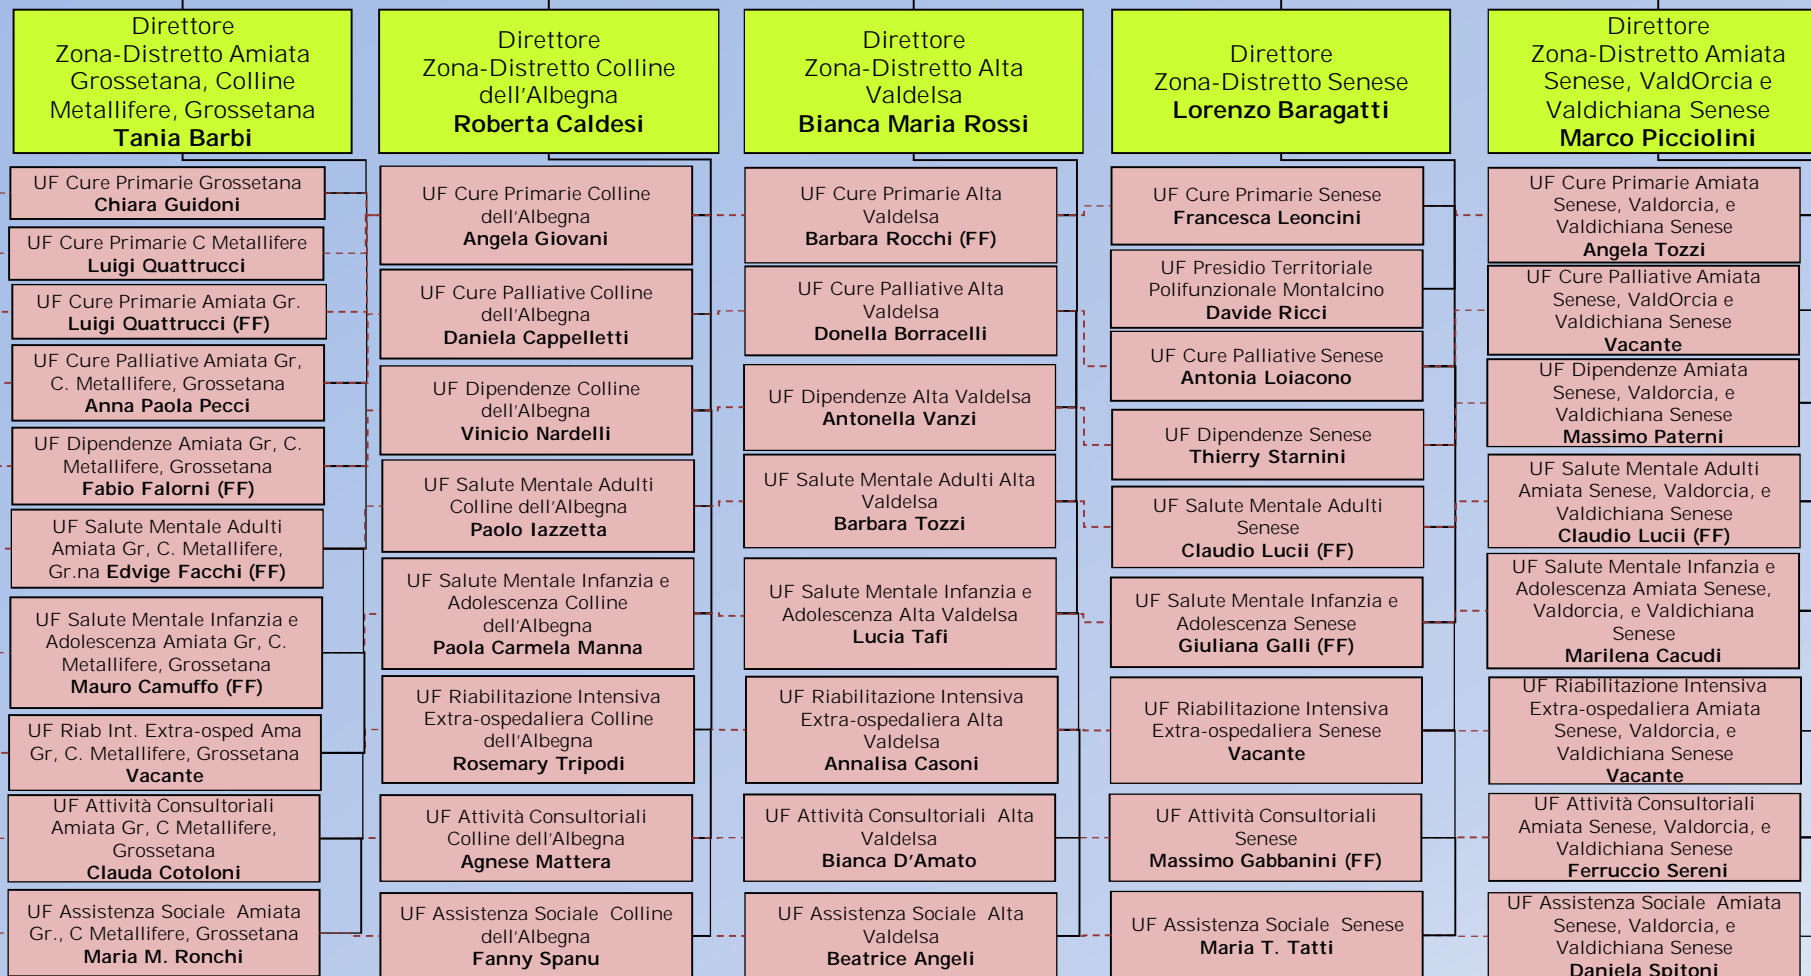 Direttore
Zona-Distretto Amiata
Grossetana, Colline
Metallifere, Grossetana
Tania Barbi
UF Cure Primarie Grossetana
Chiara Guidoni
UF Cure Primarie C Metallifere
Luigi Quattrucci
UF Cure Primarie Amiata Gr.
Luigi Quattrucci (FF)
UF Cure Palliative Amiata Gr,
C. Metallifere, Grossetana
Anna Paola Pecci
UF Dipendenze Amiata Gr, C.
Metallifere, Grossetana
Fabio Falorni (FF)
UF Salute Mentale Adulti
Amiata Gr, C. Metallifere,
Gr.na Edvige Facchi (FF)
UF Salute Mentale Infanzia e
Adolescenza Amiata Gr, C.
Metallifere, Grossetana
Mauro Camuffo (FF)
UF Riab Int. Extra-osped Ama
Gr, C. Metallifere, Grossetana
Vacante
UF Attività Consultoriali
Amiata Gr, C Metallifere,
Grossetana
Clauda Cotoloni
UF Assistenza Sociale Amiata
Gr., C Metallifere, Grossetana
Maria M. Ronchi
Direttore
Zona-Distretto Colline
dell'Albegna
Roberta Caldesi
UF Cure Primarie Colline
dell'Albegna
Angela Giovani
UF Cure Palliative Colline
dell'Albegna
Daniela Cappelletti
UF Dipendenze Colline
dell'Albegna
Vinicio Nardelli
UF Salute Mentale Adulti
Colline dell'Albegna
Paolo Iazzetta
UF Salute Mentale Infanzia e
Adolescenza Colline
dell'Albegna
Paola Carmela Manna
UF Riabilitazione Intensiva
Extra-ospedaliera Colline
dell'Albegna
Rosemary Tripodi
UF Attività Consultoriali
Colline dell'Albegna
Agnese Mattera
UF Assistenza Sociale Colline
dell'Albegna
Fanny Spanu
Direttore
Zona-Distretto Alta
Valdelsa
Bianca Maria Rossi
UF Cure Primarie Alta
Valdelsa
Barbara Rocchi (FF)
UF Cure Palliative Alta
Valdelsa
Donella Borracelli
UF Dipendenze Alta Valdelsa
Antonella Vanzi
UF Salute Mentale Adulti Alta
Valdelsa
Barbara Tozzi
UF Salute Mentale Infanzia e
Adolescenza Alta Valdelsa
Lucia Tafi
UF Riabilitazione Intensiva
Extra-ospedaliera Alta
Valdelsa
Annalisa Casoni
UF Attività Consultoriali Alta
Valdelsa
Bianca D'Amato
UF Assistenza Sociale Alta
Valdelsa
Beatrice Angeli
Direttore
Zona-Distretto Senese
Lorenzo Baragatti
UF Cure Primarie Senese
Francesca Leoncini
UF Presidio Territoriale
Polifunzionale Montalcino
Davide Ricci
UF Cure Palliative Senese
Antonia Loiacono
UF Dipendenze Senese
Thierry Starnini
UF Salute Mentale Adulti
Senese
Claudio Lucii (FF)
UF Salute Mentale Infanzia e
Adolescenza Senese
Giuliana Galli (FF)
UF Riabilitazione Intensiva
Extra-ospedaliera Senese
Vacante
UF Attività Consultoriali
Senese
Massimo Gabbanini (FF)
UF Assistenza Sociale Senese
Maria T. Tatti
Direttore
Zona-Distretto Amiata
Senese, ValdOrcia e
Valdichiana Senese
Marco Picciolini
UF Cure Primarie Amiata
Senese, Valdorcia, e
Valdichiana Senese
Angela Tozzi
UF Cure Palliative Amiata
Senese, ValdOrcia e
Valdichiana Senese
Vacante
UF Dipendenze Amiata
Senese, Valdorcia, e
Valdichiana Senese
Massimo Paterni
UF Salute Mentale Adulti
Amiata Senese, Valdorcia, e
Valdichiana Senese
Claudio Lucii (FF)
UF Salute Mentale Infanzia e
Adolescenza Amiata Senese,
Valdorcia, e Valdichiana
Senese
Marilena Cacudi
UF Riabilitazione Intensiva
Extra-ospedaliera Amiata
Senese, Valdorcia, e
Valdichiana Senese
Vacante
UF Attività Consultoriali
Amiata Senese, Valdorcia, e
Valdichiana Senese
Ferruccio Sereni
UF Assistenza Sociale Amiata
Senese, Valdorcia, e
Valdichiana Senese
Daniela Spitoni